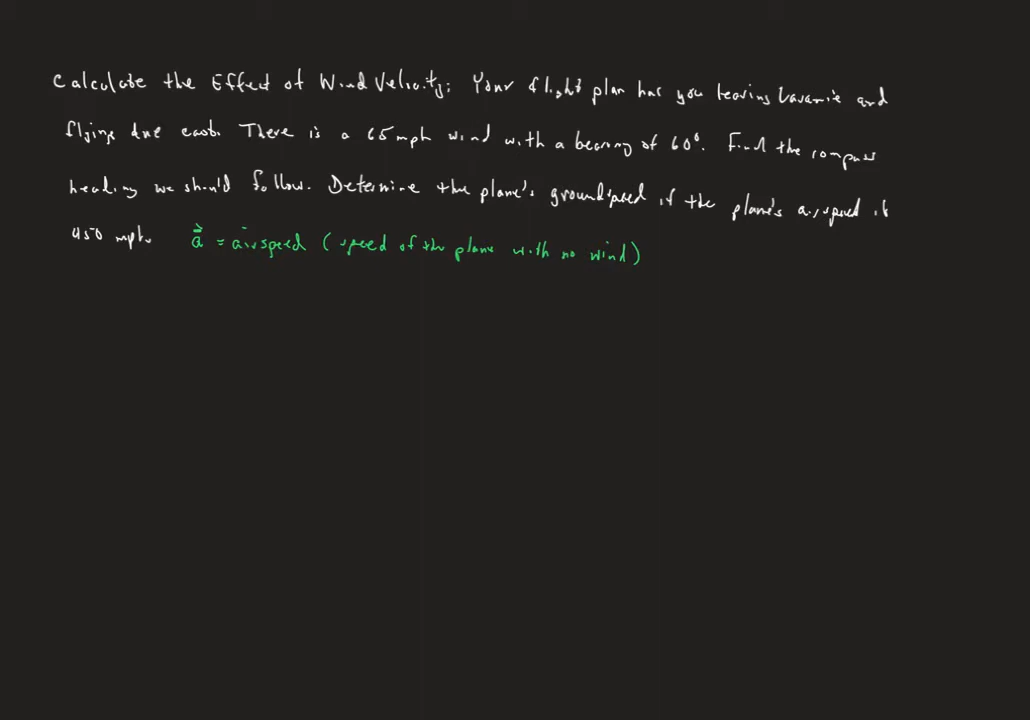 Calculate the Effect of Wind Velocity: Your flight plan has you leaving Laramie and
flying due east. There is a 65 mph wind with a bearing of 60°. Find the compass
heading we should follow. Determine the plane's groundspeed if the plane's airspeed is
450 mph. a⃗ = airspeed (speed of the plane with no wind)